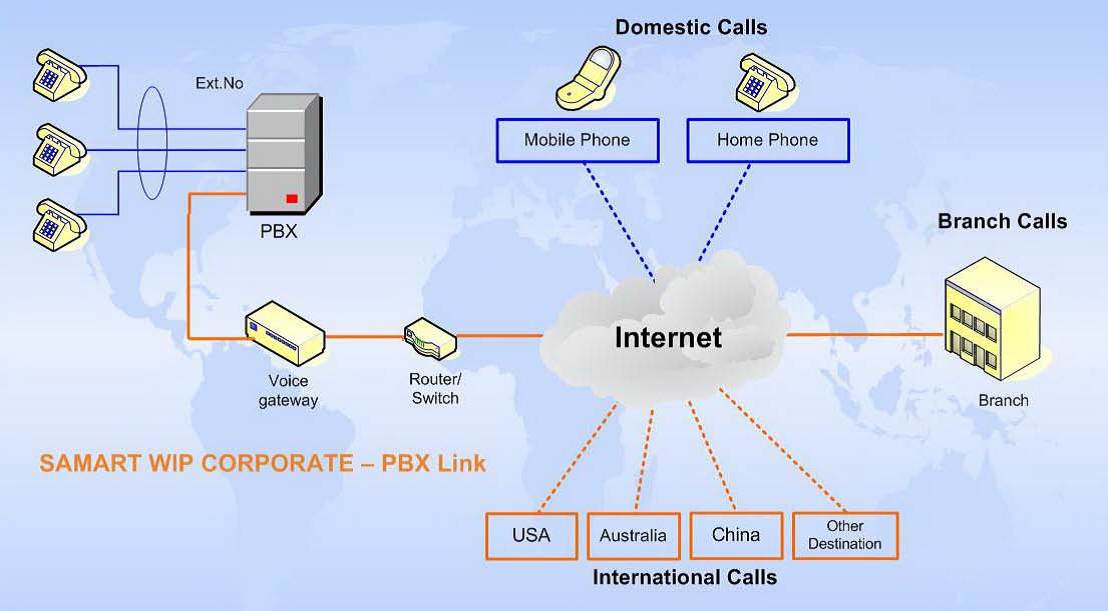 Domestic Calls
Ext.No
Mobile Phone
Home Phone
PBX
Branch Calls
Internet
Voice
gateway
Router/
Switch
Branch
SAMART WIP CORPORATE – PBX Link
USA
Australia
China
Other
Destination
International Calls